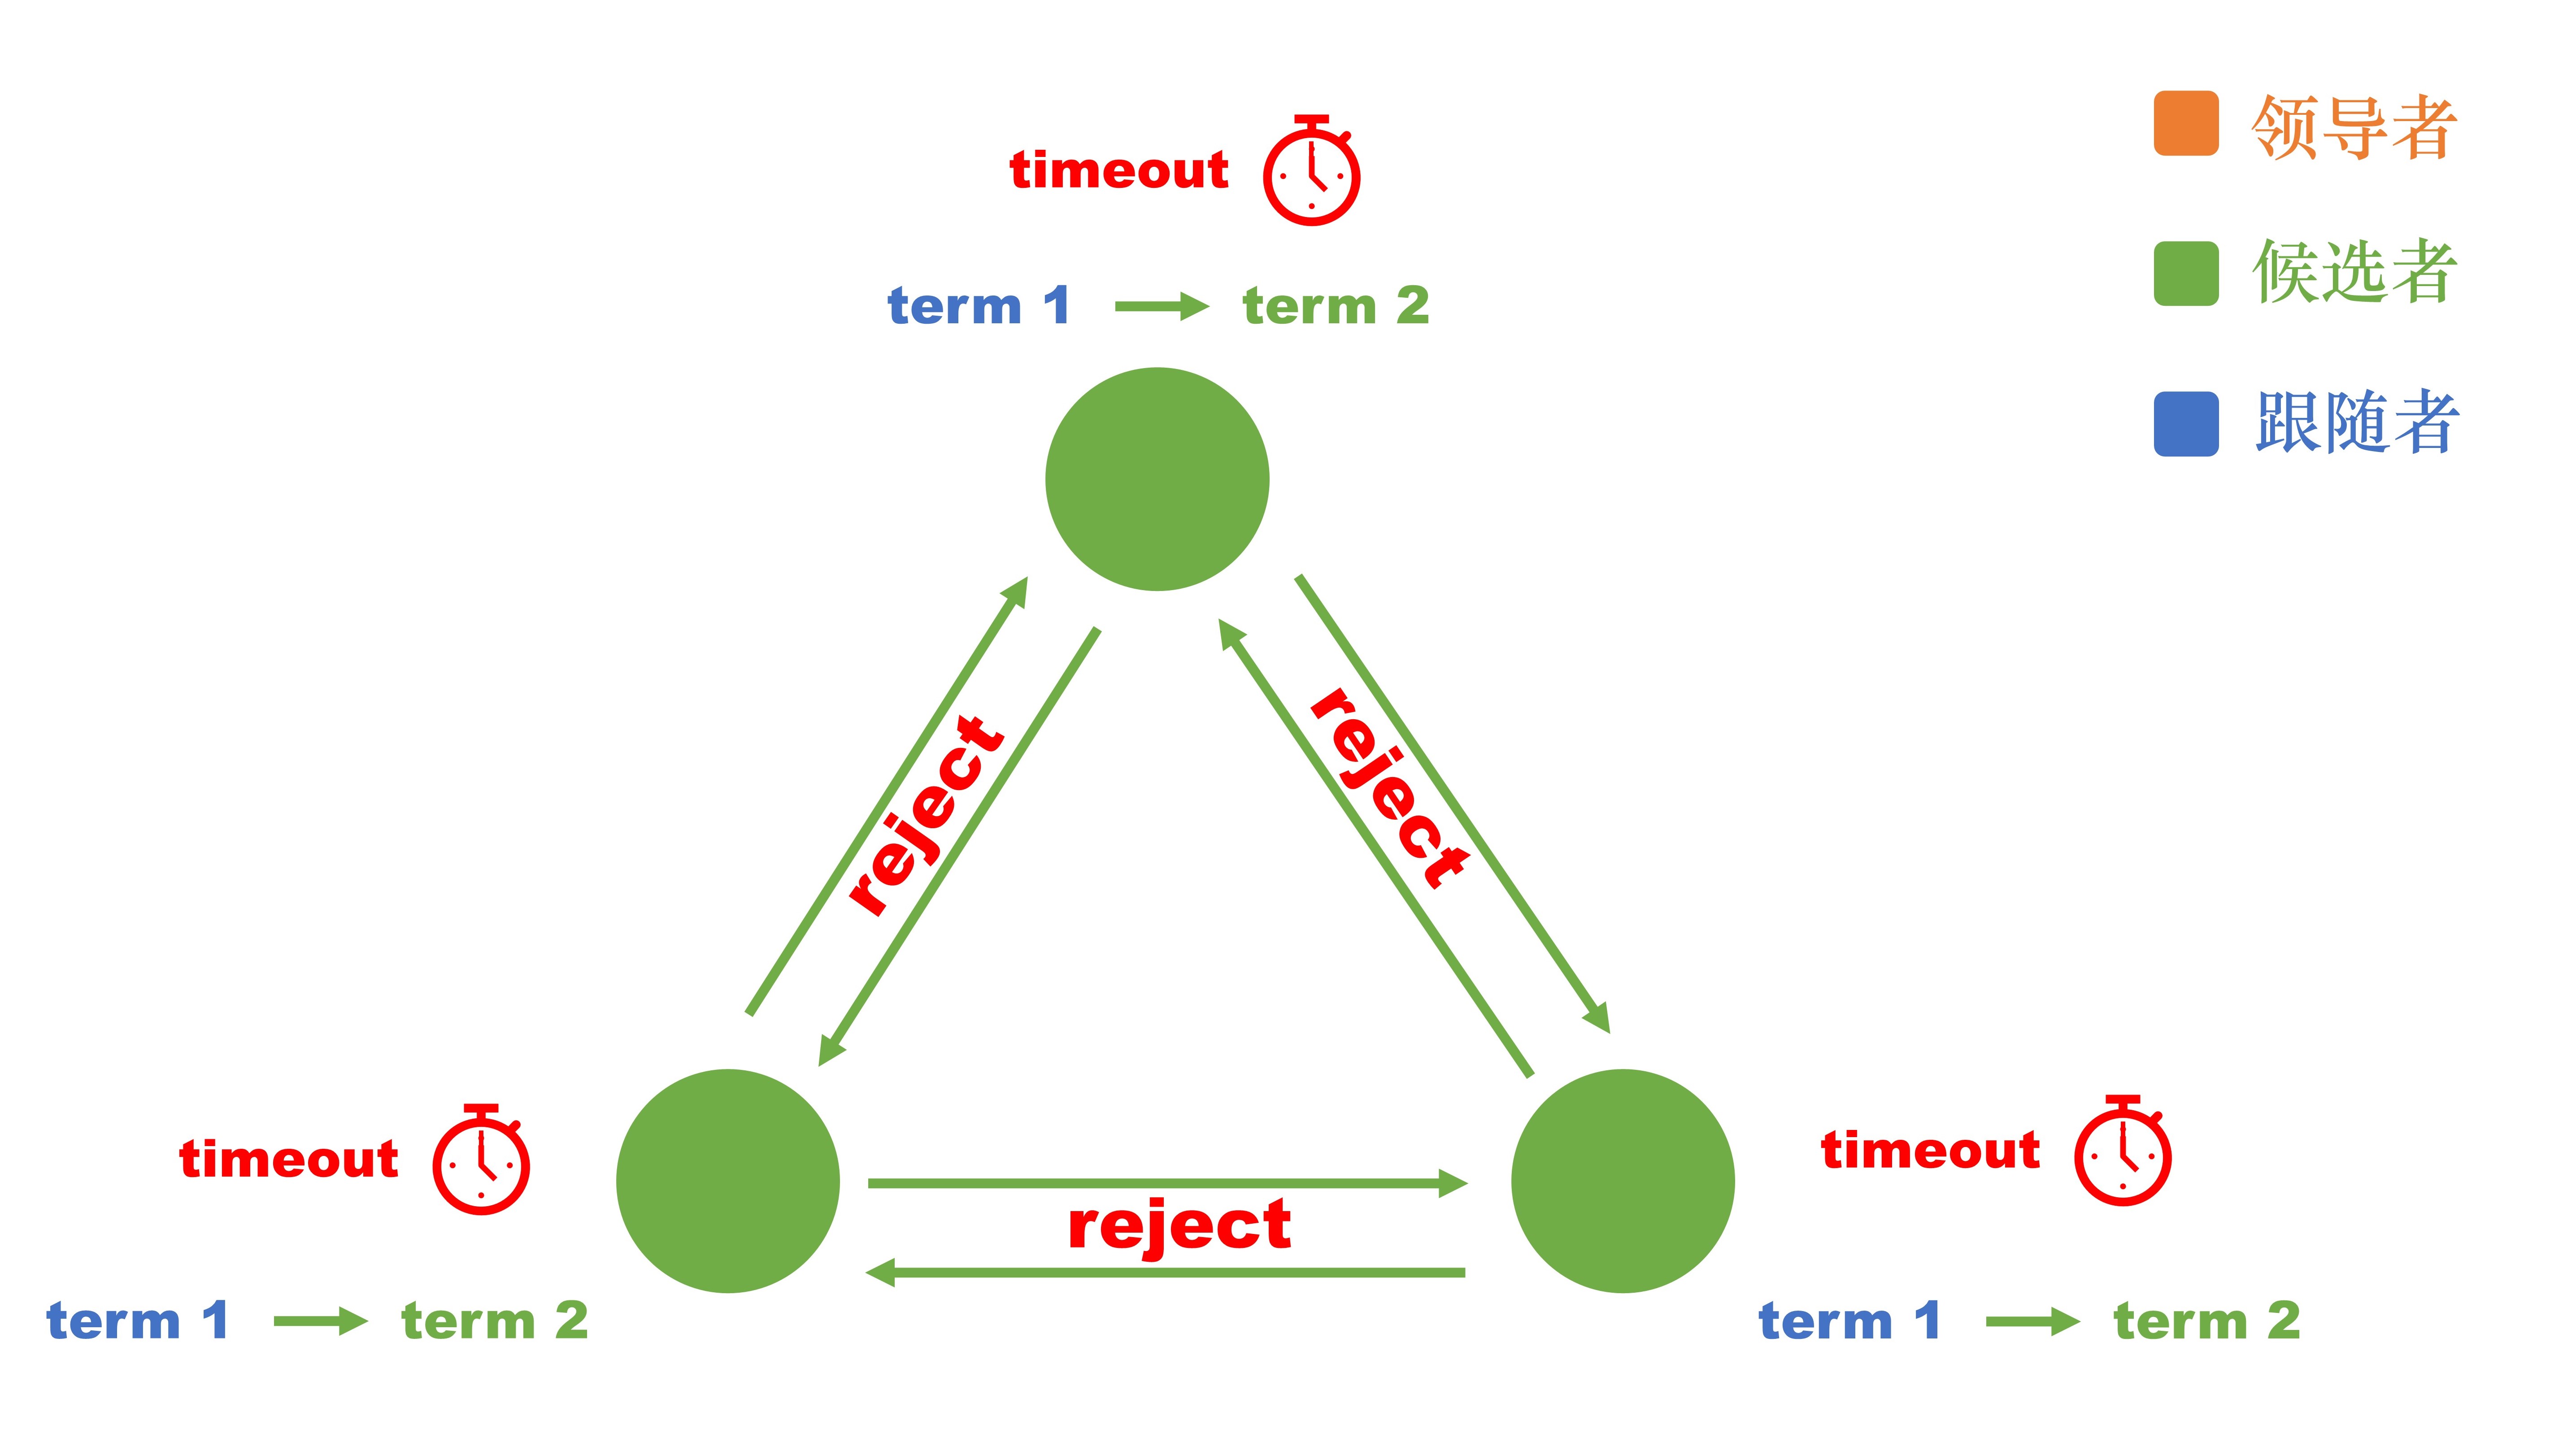 timeout
term 1
term 2
领导者
候选者
跟随者
reject
reject
timeout
timeout
reject
term 1
term 2
term 1
term 2